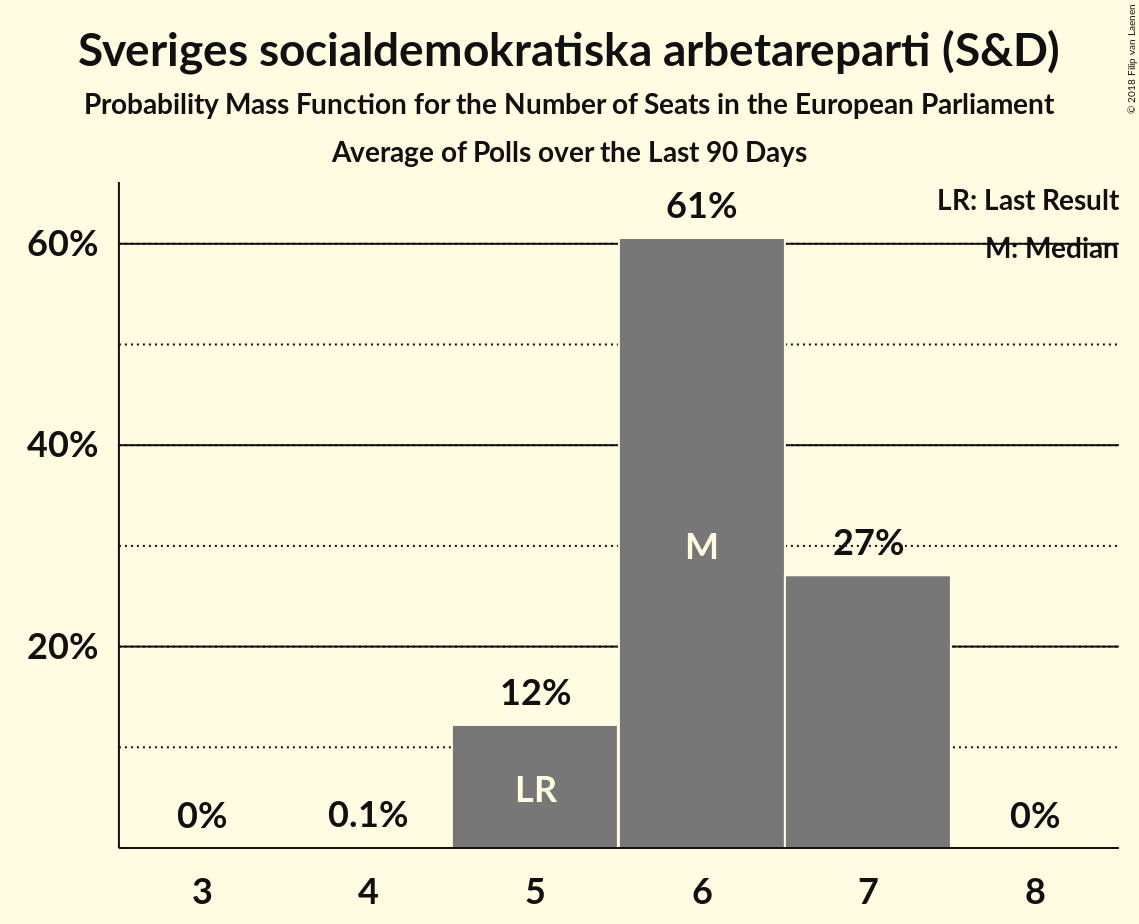 Sveriges socialdemokratiska arbetareparti (S&D)
Probability Mass Function for the Number of Seats in the European Parliament
Average of Polls over the Last 90 Days
© 2018 Filip van Laenen
LR: Last Result
M: Median
60%
40%
20%
0%
0.1%
12%
61%
27%
0%
LR
M
3
4
5
6
7
8